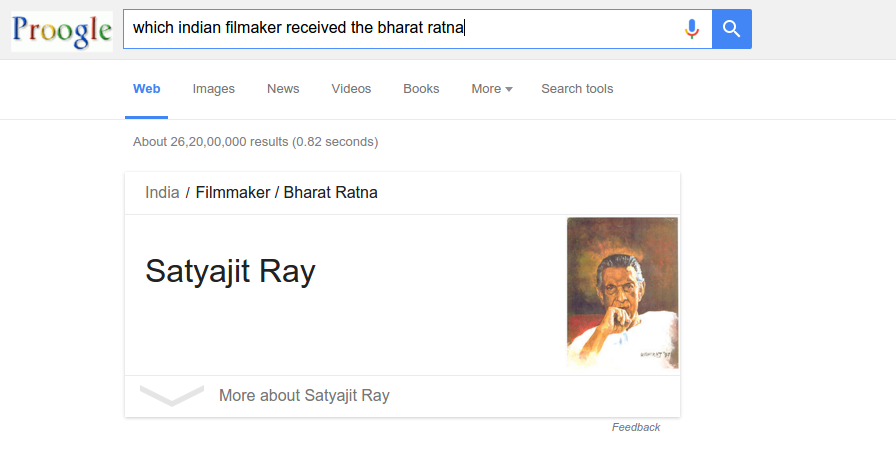 Proogle
which indian filmaker received the bharat ratna
Web Images News Videos Books More Search tools
About 26,20,00,000 results (0.82 seconds)
India / Filmmaker / Bharat Ratna
Satyajit Ray
More about Satyajit Ray
Feedback